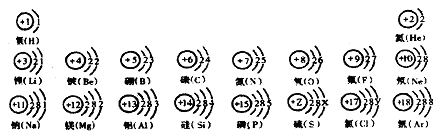 +1 1 +2 2
氢(H) 氦(He)
+3 2 1 +4 2 2 +5 2 3 +6 2 4 +7 2 5 +8 2 6 +9 2 7 +10 2 8
锂(Li) 铍(Be) 硼(B) 碳(C) 氮(N) 氧(O) 氟(F) 氖(Ne)
+11 2 8 1 +12 2 8 2 +13 2 8 3 +14 2 8 4 +15 2 8 5 +Z 2 8 X +17 2 8 Y +18 2 8 8
钠(Na) 镁(Mg) 铝(Al) 硅(Si) 磷(P) 硫(S) 氯(Cl) 氩(Ar)